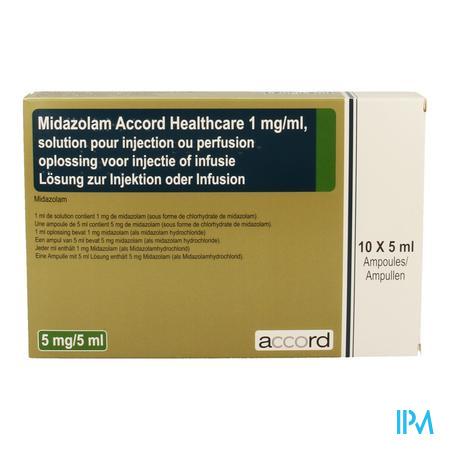 Midazolam Accord Healthcare 1 mg/ml,
solution pour injection ou perfusion
oplossing voor injectie of infusie
Lösung zur Injektion oder Infusion
Midazolam
1 ml de solution contient 1 mg de midazolam (sous forme de chlorhydrate de midazolam).
Une ampoule de 5 ml contient 5 mg de midazolam (sous forme de chlorhydrate de midazolam).
1 ml oplossing bevat 1 mg midazolam (als midazolam hydrochloride)
Een ampul van 5 ml bevat 5 mg midazolam (als midazolam hydrochloride).
Jeder ml enthält 1 mg Midazolam (als Midazolamhydrochlorid).
Eine Ampulle mit 5 ml Lösung enthält 5 mg Midazolam (als Midazolamhydrochlorid).
10 X 5 ml
Ampoules/
Ampullen
5 mg/5 ml
accord
IPM